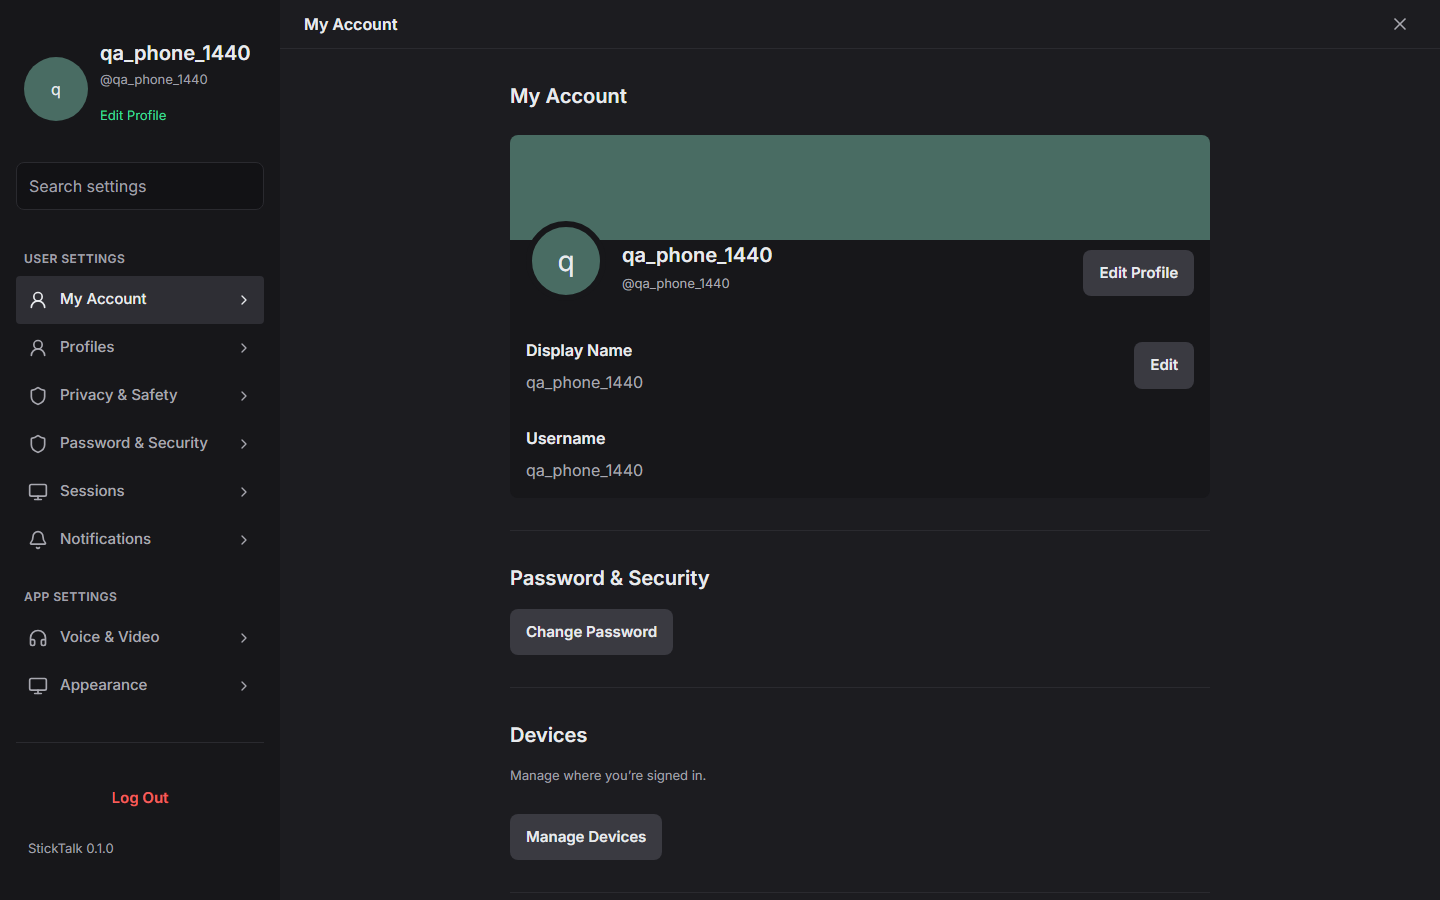 qa_phone_1440
@qa_phone_1440
Edit Profile
q
Search settings
USER SETTINGS
My Account
Profiles
Privacy & Safety
Password & Security
Sessions
Notifications
APP SETTINGS
Voice & Video
Appearance
Log Out
StickTalk 0.1.0
My Account
My Account
q
qa_phone_1440
@qa_phone_1440
Edit Profile
Display Name
qa_phone_1440
Edit
Username
qa_phone_1440
Password & Security
Change Password
Devices
Manage where you’re signed in.
Manage Devices